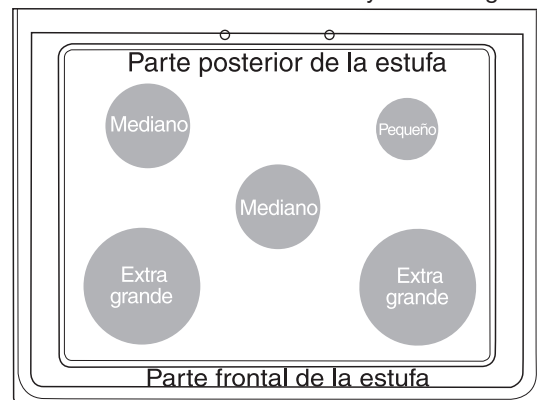 Parte posterior de la estufa
Mediano
Pequeño
Mediano
Extra
grande
Extra
grande
Parte frontal de la estufa